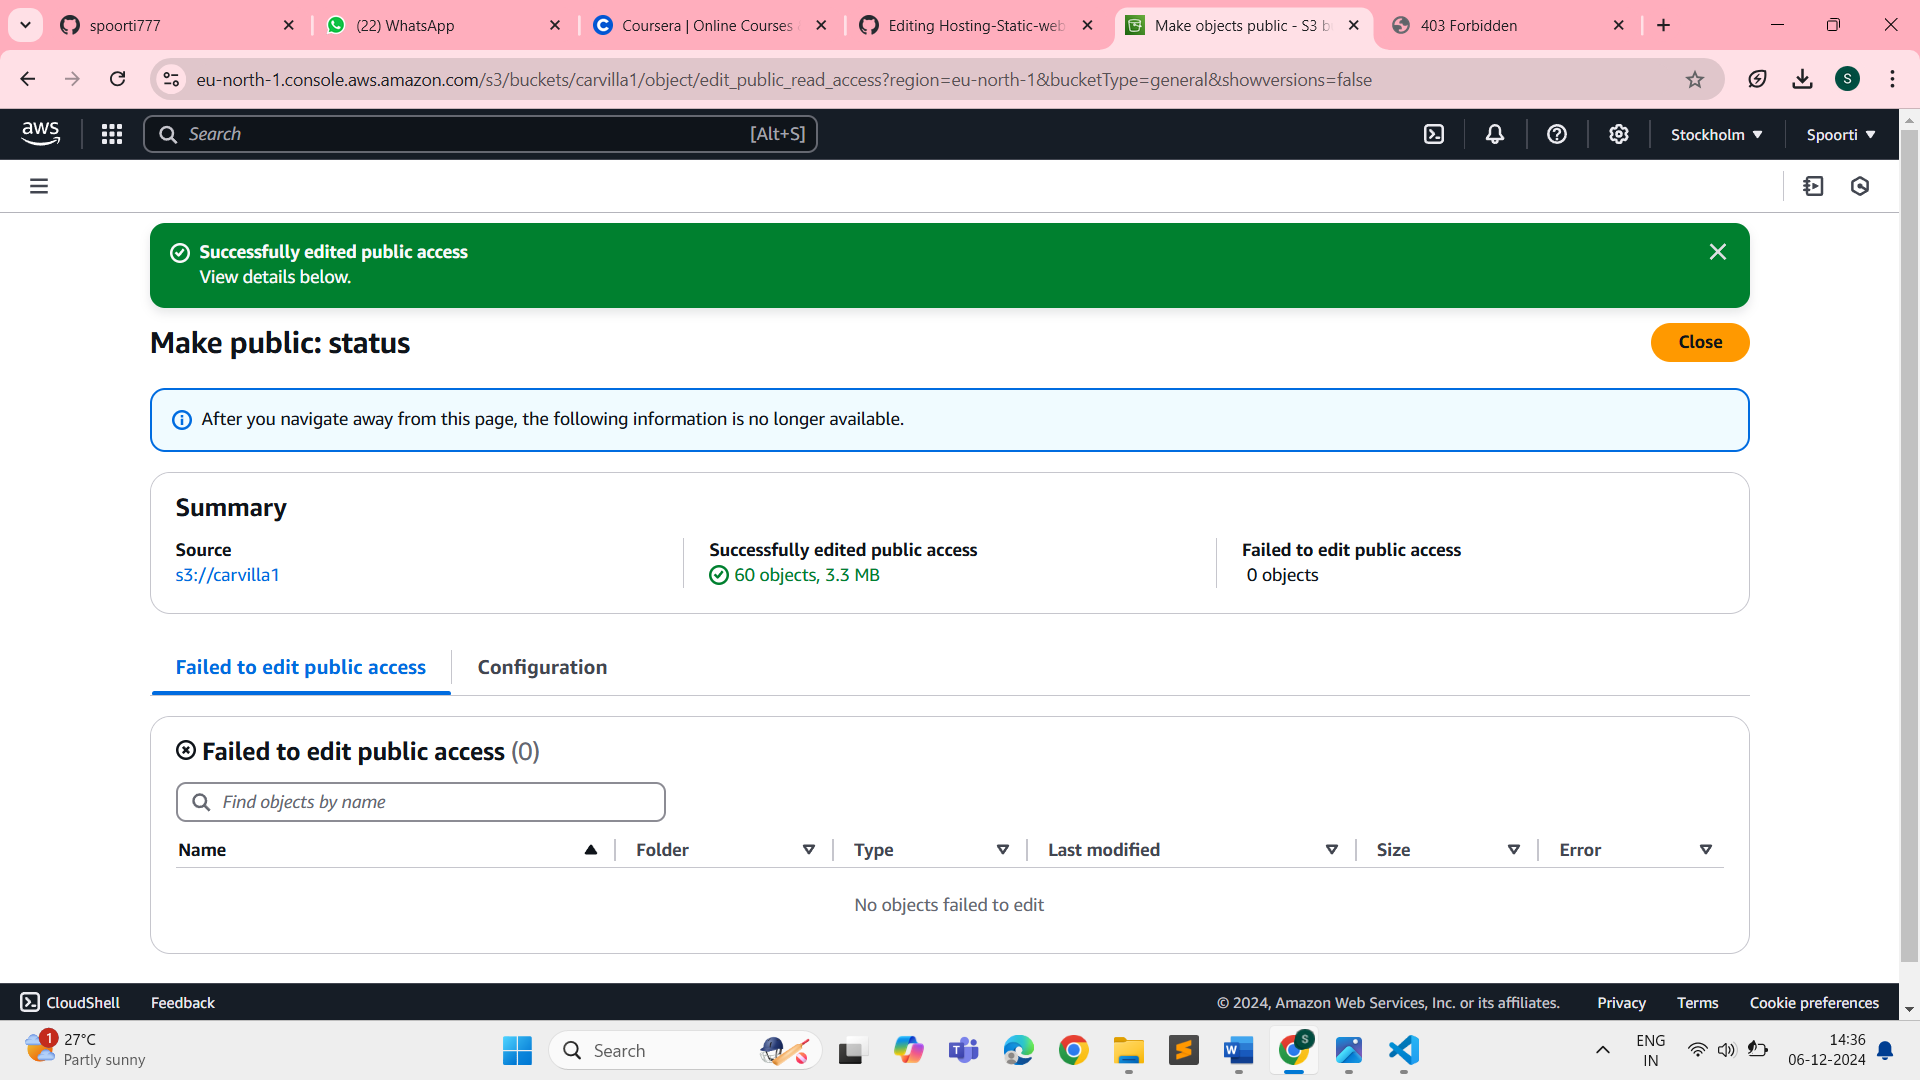 spoorti777
(22) WhatsApp
Coursera | Online Courses
Editing Hosting-Static-web
Make objects public - S3 b
403 Forbidden
eu-north-1.console.aws.amazon.com/s3/buckets/carvilla1/object/edit_public_read_access?region=eu-north-1&bucketType=general&showversions=false
S
aws
Search
[Alt+S]
Stockholm
Spoorti
Successfully edited public access
View details below.
Make public: status
Close
After you navigate away from this page, the following information is no longer available.
Summary
Source
s3://carvilla1
Successfully edited public access
60 objects, 3.3 MB
Failed to edit public access
0 objects
Failed to edit public access
Configuration
Failed to edit public access (0)
Find objects by name
Name
Folder
Type
Last modified
Size
Error
No objects failed to edit
CloudShell
Feedback
© 2024, Amazon Web Services, Inc. or its affiliates.
Privacy
Terms
Cookie preferences
1
27°C
Partly sunny
Search
S
ENG
IN
14:36
06-12-2024